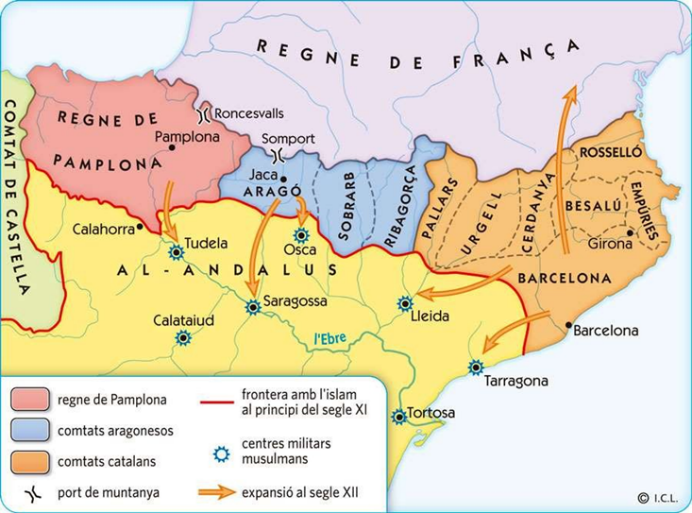 REGNE DE FRANÇA
COMTAT DE CASTELLA
REGNE DE
PAMPLONA
Pamplona
Roncesvalls
Somport
Jaca
ARAGÓ
SOBRARB
RIBAGORÇA
PALLARS
URGELL
CERDANYA
ROSSELLÓ
BESALÚ
EMPÚRIES
Girona
BARCELONA
Barcelona
Calahorra
Tudela
Osca
AL-ANDALUS
Saragossa
Lleida
Calataiud
l'Ebre
Tarragona
Tortosa
regne de Pamplona
comtats aragonesos
comtats catalans
port de muntanya
frontera amb l'islam
al principi del segle XI
centres militars
musulmans
expansió al segle XII
© I.C.L.